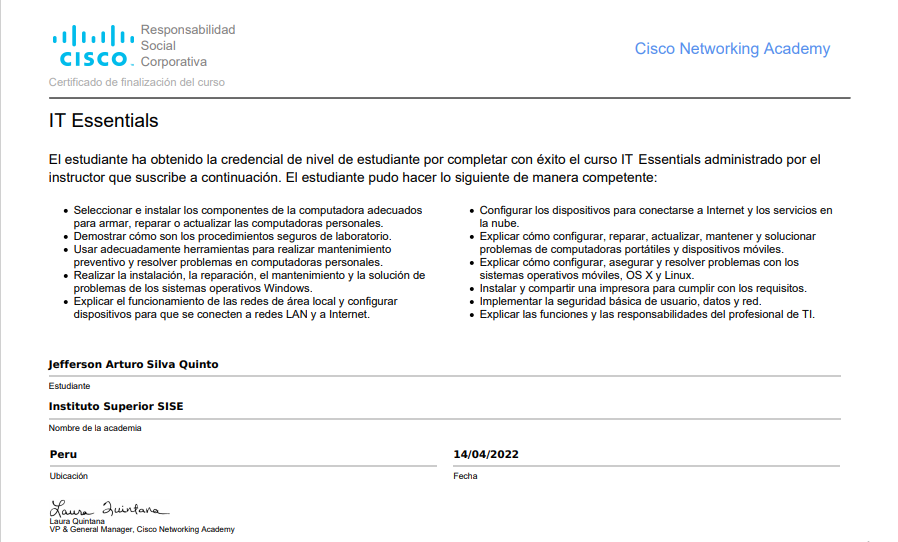 Responsabilidad
Social
Corporativa
CISCO
Cisco Networking Academy
Certificado de finalización del curso
IT Essentials
El estudiante ha obtenido la credencial de nivel de estudiante por completar con éxito el curso IT Essentials administrado por el
instructor que suscribe a continuación. El estudiante pudo hacer lo siguiente de manera competente:
• Seleccionar e instalar los componentes de la computadora adecuados
para armar, reparar o actualizar las computadoras personales.
• Demostrar cómo son los procedimientos seguros de laboratorio.
• Usar adecuadamente herramientas para realizar mantenimiento
preventivo y resolver problemas en computadoras personales.
• Realizar la instalación, la reparación, el mantenimiento y la solución de
problemas de los sistemas operativos Windows.
• Explicar el funcionamiento de las redes de área local y configurar
dispositivos para que se conecten a redes LAN y a Internet.
• Configurar los dispositivos para conectarse a Internet y los servicios en
la nube.
• Explicar cómo configurar, reparar, actualizar, mantener y solucionar
problemas de computadoras portátiles y dispositivos móviles.
• Explicar cómo configurar, asegurar y resolver problemas con los
sistemas operativos móviles, OS X y Linux.
• Instalar y compartir una impresora para cumplir con los requisitos.
• Implementar la seguridad básica de usuario, datos y red.
• Explicar las funciones y las responsabilidades del profesional de TI.
Jefferson Arturo Silva Quinto
Estudiante
Instituto Superior SISE
Nombre de la academia
Peru
Ubicación
14/04/2022
Fecha
Laura Quintana
Laura Quintana
VP & General Manager, Cisco Networking Academy